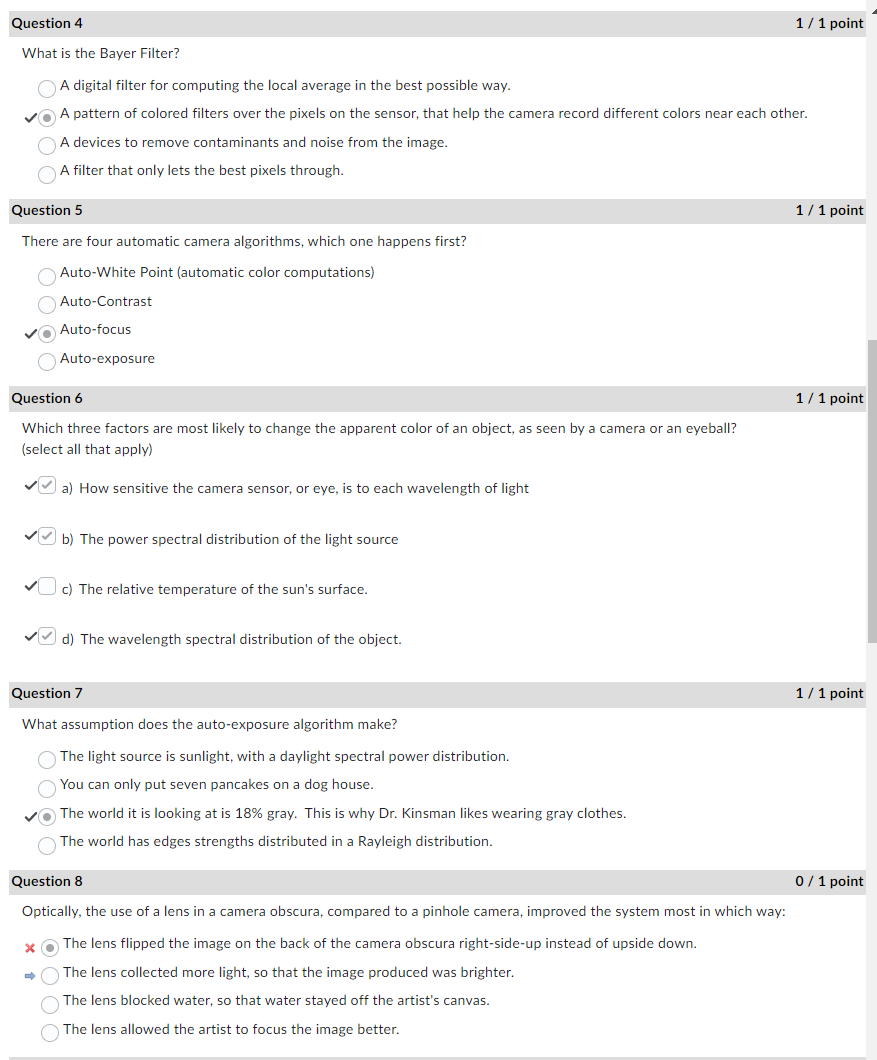 Question 4 1 / 1 point
What is the Bayer Filter?
A digital filter for computing the local average in the best possible way.
A pattern of colored filters over the pixels on the sensor, that help the camera record different colors near each other.
A devices to remove contaminants and noise from the image.
A filter that only lets the best pixels through.
Question 5 1 / 1 point
There are four automatic camera algorithms, which one happens first?
Auto-White Point (automatic color computations)
Auto-Contrast
Auto-focus
Auto-exposure
Question 6 1 / 1 point
Which three factors are most likely to change the apparent color of an object, as seen by a camera or an eyeball?
(select all that apply)
a) How sensitive the camera sensor, or eye, is to each wavelength of light
b) The power spectral distribution of the light source
c) The relative temperature of the sun's surface.
d) The wavelength spectral distribution of the object.
Question 7 1 / 1 point
What assumption does the auto-exposure algorithm make?
The light source is sunlight, with a daylight spectral power distribution.
You can only put seven pancakes on a dog house.
The world it is looking at is 18% gray. This is why Dr. Kinsman likes wearing gray clothes.
The world has edges strengths distributed in a Rayleigh distribution.
Question 8 0 / 1 point
Optically, the use of a lens in a camera obscura, compared to a pinhole camera, improved the system most in which way:
The lens flipped the image on the back of the camera obscura right-side-up instead of upside down.
The lens collected more light, so that the image produced was brighter.
The lens blocked water, so that water stayed off the artist's canvas.
The lens allowed the artist to focus the image better.